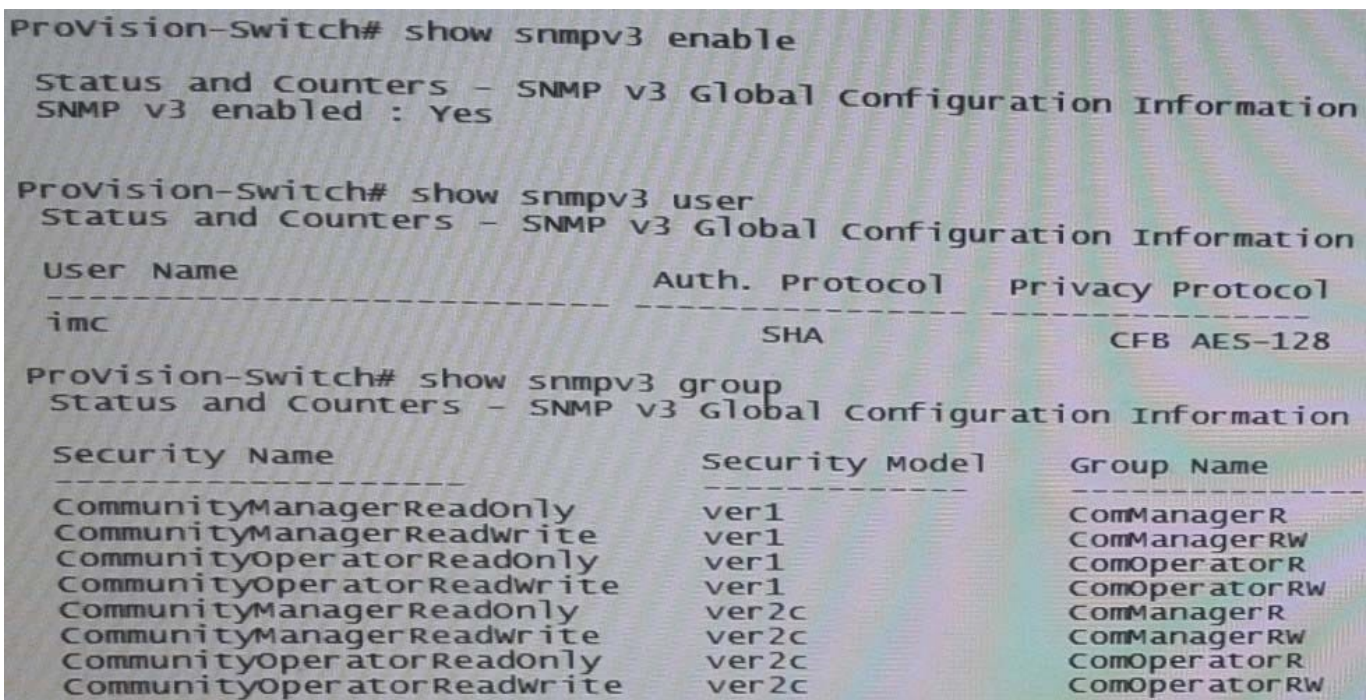 ProVision-Switch# show snmpv3 enable
Status and Counters - SNMP v3 Global Configuration Information
SNMP v3 enabled : Yes
ProVision-Switch# show snmpv3 user
Status and Counters - SNMP v3 Global Configuration Information
User Name Auth. Protocol Privacy Protocol
---------------------------- ---------------- ----------------
imc SHA CFB AES-128
ProVision-Switch# show snmpv3 group
Status and Counters - SNMP v3 Global Configuration Information
Security Name Security Model Group Name
--------------------- -------------- ----------------
CommunityManagerReadOnly ver1 ComManagerR
CommunityManagerReadWrite ver1 ComManagerRW
CommunityOperatorReadOnly ver1 ComOperatorR
CommunityOperatorReadWrite ver1 ComOperatorRW
CommunityManagerReadOnly ver2c ComManagerR
CommunityManagerReadWrite ver2c ComManagerRW
CommunityOperatorReadOnly ver2c ComOperatorR
CommunityOperatorReadWrite ver2c ComOperatorRW